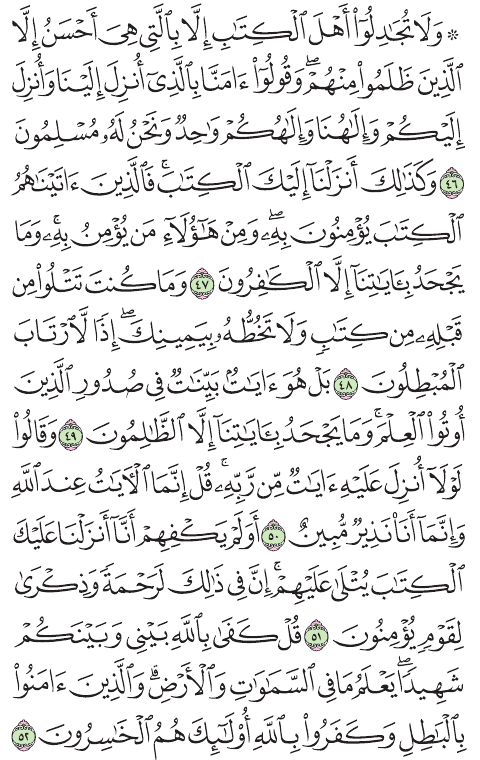 ۞ وَلَا تُجَٰدِلُوٓا۟ أَهْلَ ٱلْكِتَٰبِ إِلَّا بِٱلَّتِى هِىَ أَحْسَنُ إِلَّا
ٱلَّذِينَ ظَلَمُوا۟ مِنْهُمْ ۖ وَقُولُوٓا۟ ءَامَنَّا بِٱلَّذِىٓ أُنزِلَ إِلَيْنَا وَأُنزِلَ
إِلَيْكُمْ وَإِلَٰهُنَا وَإِلَٰهُكُمْ وَٰحِدٌ وَنَحْنُ لَهُۥ مُسْلِمُونَ
٤٦ وَكَذَٰلِكَ أَنزَلْنَآ إِلَيْكَ ٱلْكِتَٰبَ ۚ فَٱلَّذِينَ ءَاتَيْنَٰهُمُ
ٱلْكِتَٰبَ يُؤْمِنُونَ بِهِۦ ۖ وَمِنْ هَٰٓؤُلَآءِ مَن يُؤْمِنُ بِهِۦ ۚ وَمَا
يَجْحَدُ بِـَٔايَٰتِنَآ إِلَّا ٱلْكَٰفِرُونَ ٤٧ وَمَا كُنتَ تَتْلُوا۟ مِن
قَبْلِهِۦ مِن كِتَٰبٍ وَلَا تَخُطُّهُۥ بِيَمِينِكَ ۖ إِذًا لَّٱرْتَابَ
ٱلْمُبْطِلُونَ ٤٨ بَلْ هُوَ ءَايَٰتٌۢ بَيِّنَٰتٌ فِى صُدُورِ ٱلَّذِينَ
أُوتُوا۟ ٱلْعِلْمَ ۚ وَمَا يَجْحَدُ بِـَٔايَٰتِنَآ إِلَّا ٱلظَّٰلِمُونَ ٤٩ وَقَالُوا۟
لَوْلَآ أُنزِلَ عَلَيْهِ ءَايَٰتٌ مِّن رَّبِّهِۦ ۖ قُلْ إِنَّمَا ٱلْءَايَٰتُ عِندَ ٱللَّهِ
وَإِنَّمَآ أَنَا۠ نَذِيرٌ مُّبِينٌ ٥٠ أَوَلَمْ يَكْفِهِمْ أَنَّآ أَنزَلْنَا عَلَيْكَ
ٱلْكِتَٰبَ يُتْلَىٰ عَلَيْهِمْ ۚ إِنَّ فِى ذَٰلِكَ لَرَحْمَةً وَذِكْرَىٰ
لِقَوْمٍ يُؤْمِنُونَ ٥١ قُلْ كَفَىٰ بِٱللَّهِ بَيْنِى وَبَيْنَكُمْ
شَهِيدًا ۖ يَعْلَمُ مَا فِى ٱلسَّمَٰوَٰتِ وَٱلْأَرْضِ ۗ وَٱلَّذِينَ ءَامَنُوا۟
بِٱلْبَٰطِلِ وَكَفَرُوا۟ بِٱللَّهِ أُو۟لَٰٓئِكَ هُمُ ٱلْخَٰسِرُونَ ٥٢